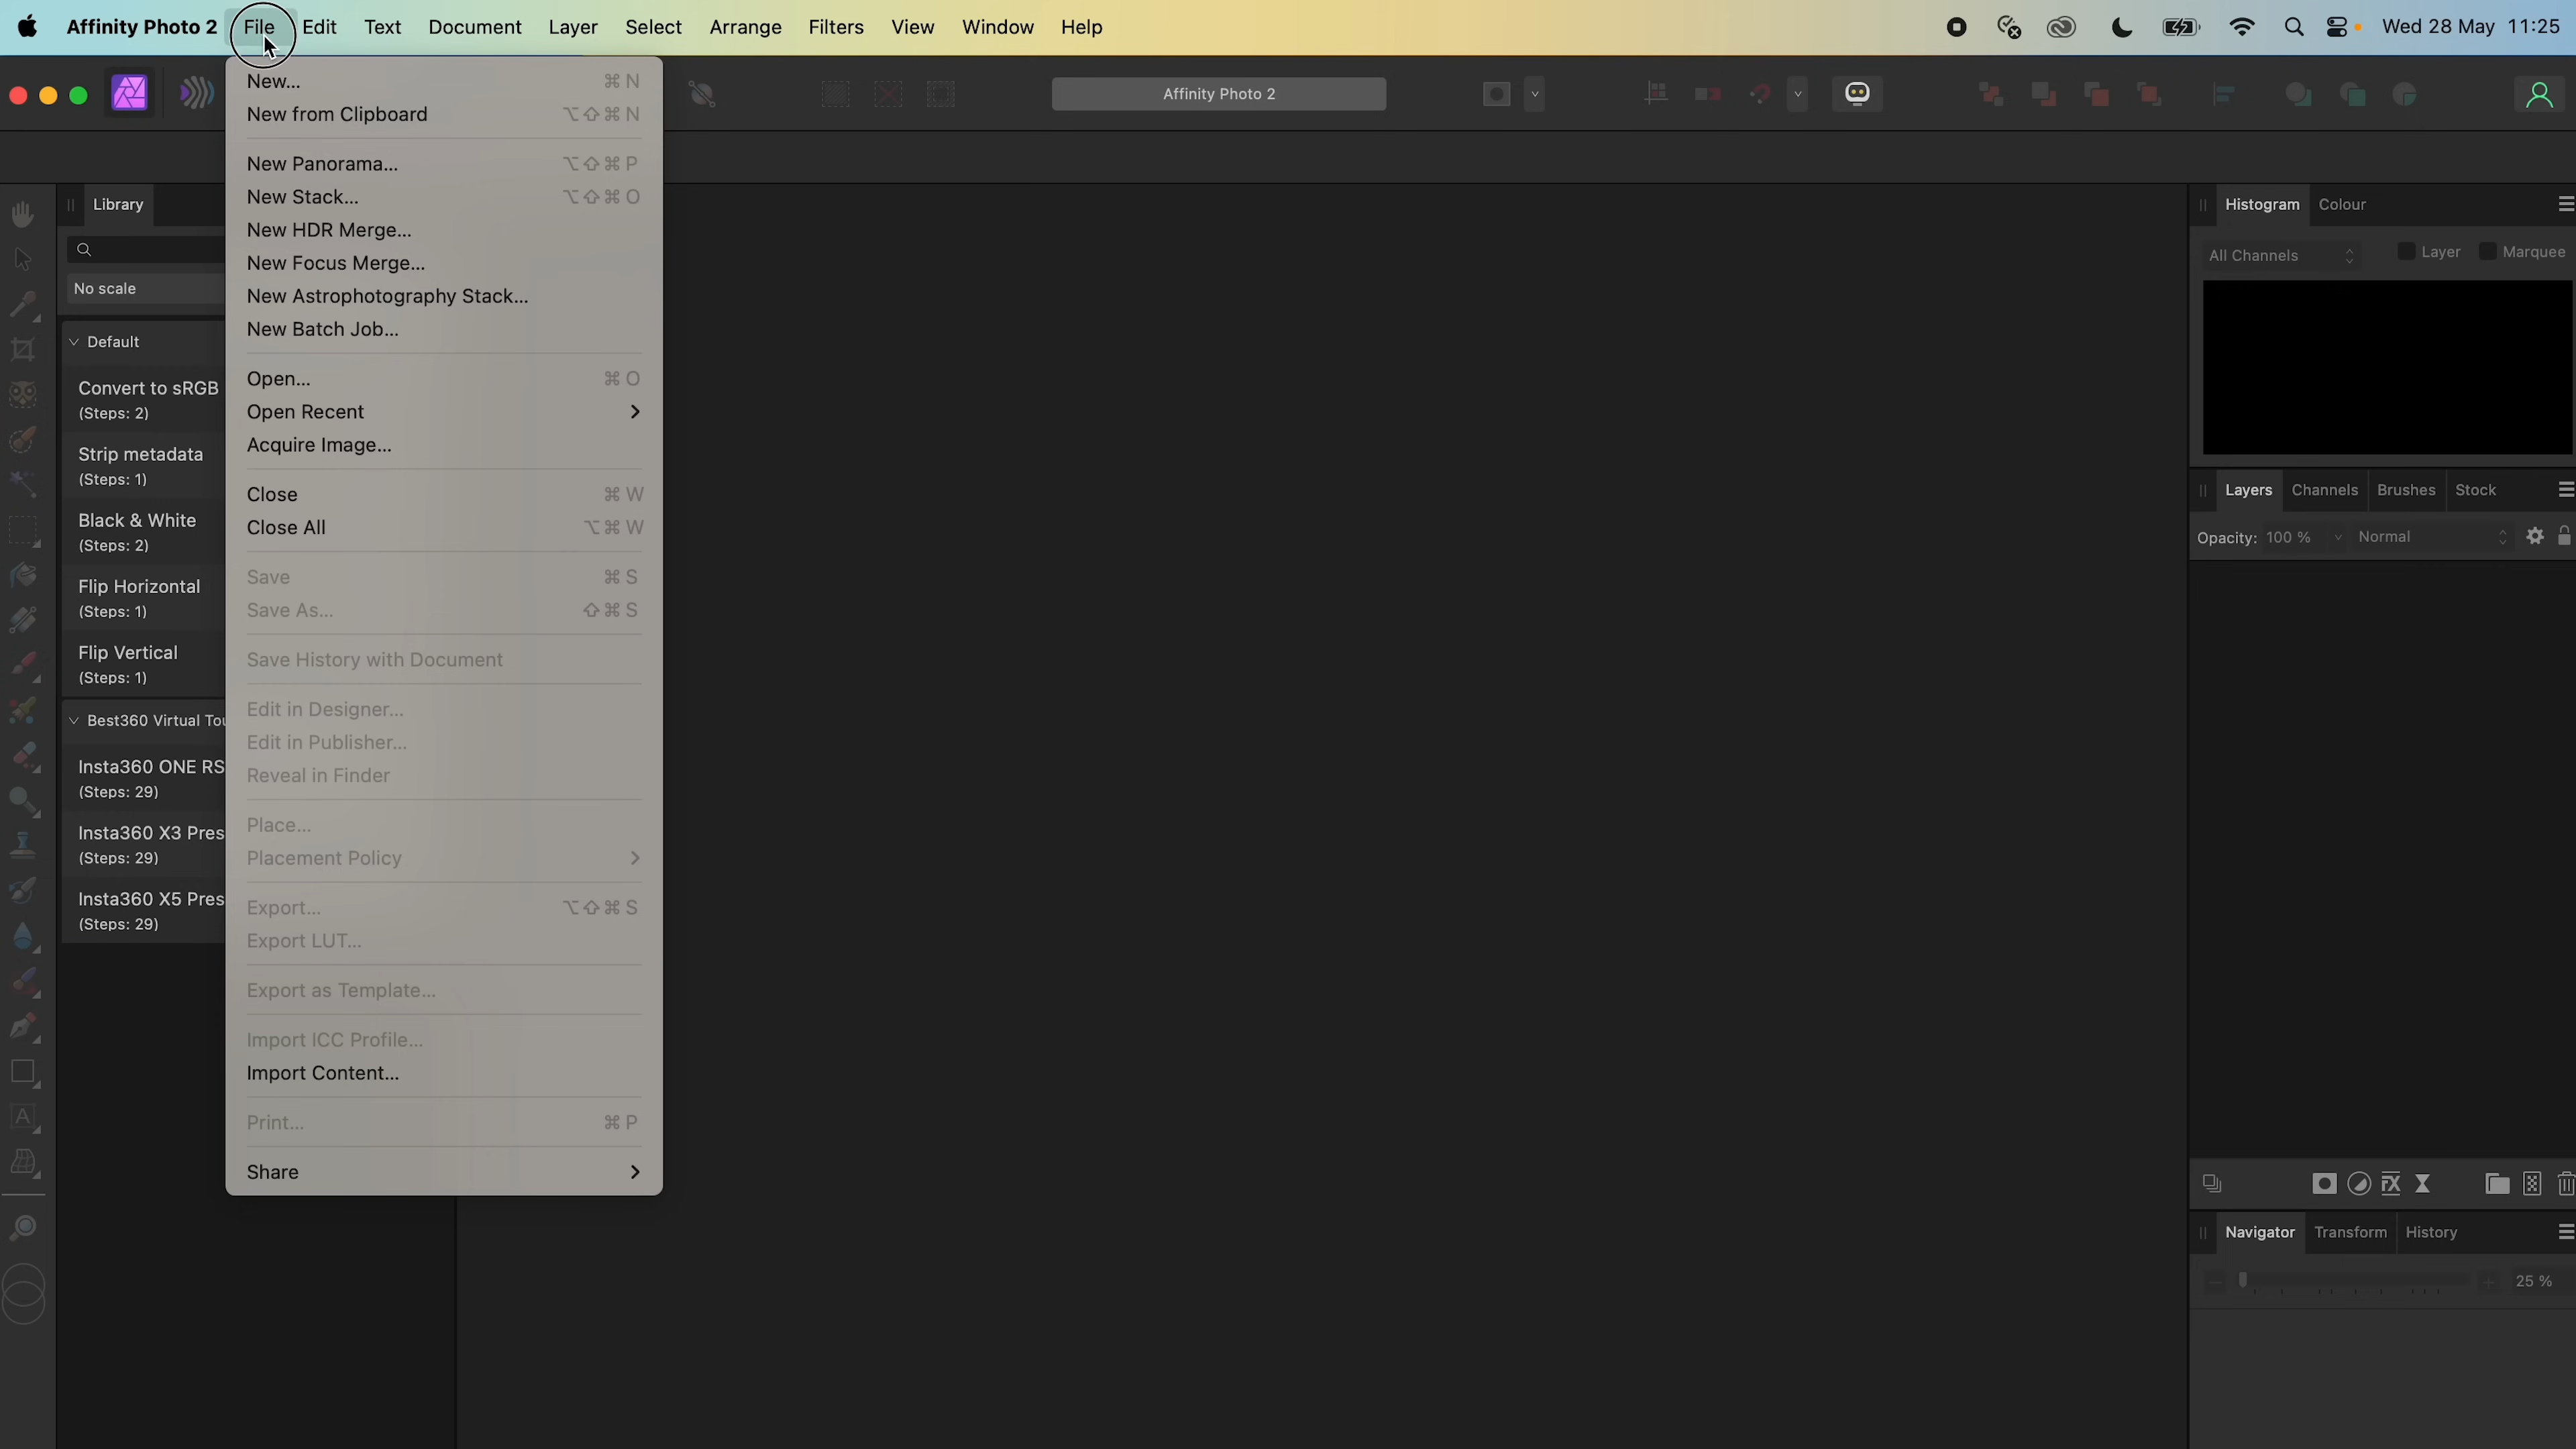 Affinity Photo 2 File Edit Text Document Layer Select Arrange Filters View Window Help Wed 28 May 11:25
Affinity Photo 2
New... ⌘ N
New from Clipboard ⌥⇧⌘ N
New Panorama... ⌥⇧⌘ P
New Stack... ⌥⇧⌘ O
New HDR Merge...
New Focus Merge...
New Astrophotography Stack...
New Batch Job...
Open... ⌘ O
Open Recent
Acquire Image...
Close ⌘ W
Close All ⌥⌘ W
Save ⌘ S
Save As... ⇧⌘ S
Save History with Document
Edit in Designer...
Edit in Publisher...
Reveal in Finder
Place...
Placement Policy
Export... ⌥⇧⌘ S
Export LUT...
Export as Template...
Import ICC Profile...
Import Content...
Print... ⌘ P
Share
Library
No scale
Default
Convert to sRGB
(Steps: 2)
Strip metadata
(Steps: 1)
Black & White
(Steps: 2)
Flip Horizontal
(Steps: 1)
Flip Vertical
(Steps: 1)
Best360 Virtual
Insta360 ONE RS
(Steps: 29)
Insta360 X3
(Steps: 29)
Insta360 X5
(Steps: 29)
A
Histogram Colour
All Channels Layer Marquee
Layers Channels Brushes Stock
Opacity: 100 % Normal
Navigator Transform History
25 %